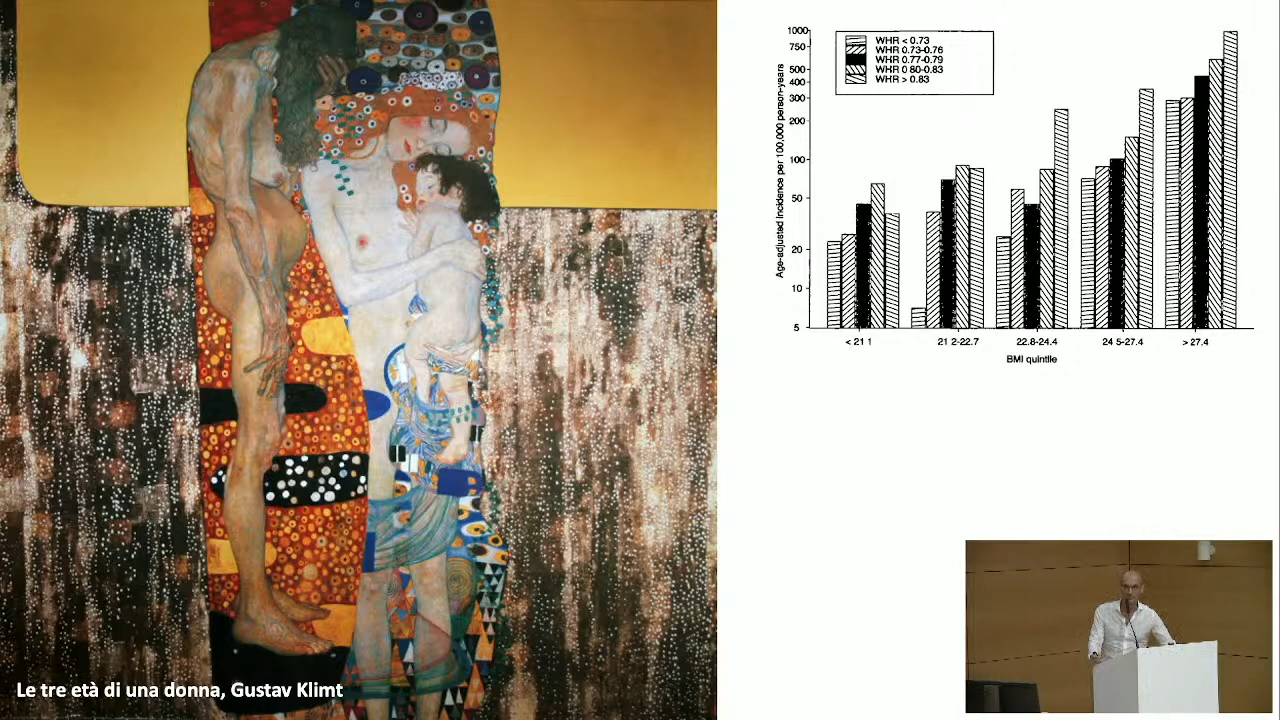 WHR < 0.73
WHR 0.73-0.76
WHR 0.77-0.79
WHR 0 80-0.83
WHR > 0.83
Age-adjusted incidence per 100,000 person-years
1000
750
500
400
300
200
100
50
20
10
5
< 21 1
21 2-22.7
22.8-24.4
24 5-27.4
> 27.4
BMI quintile
Le tre età di una donna, Gustav Klimt